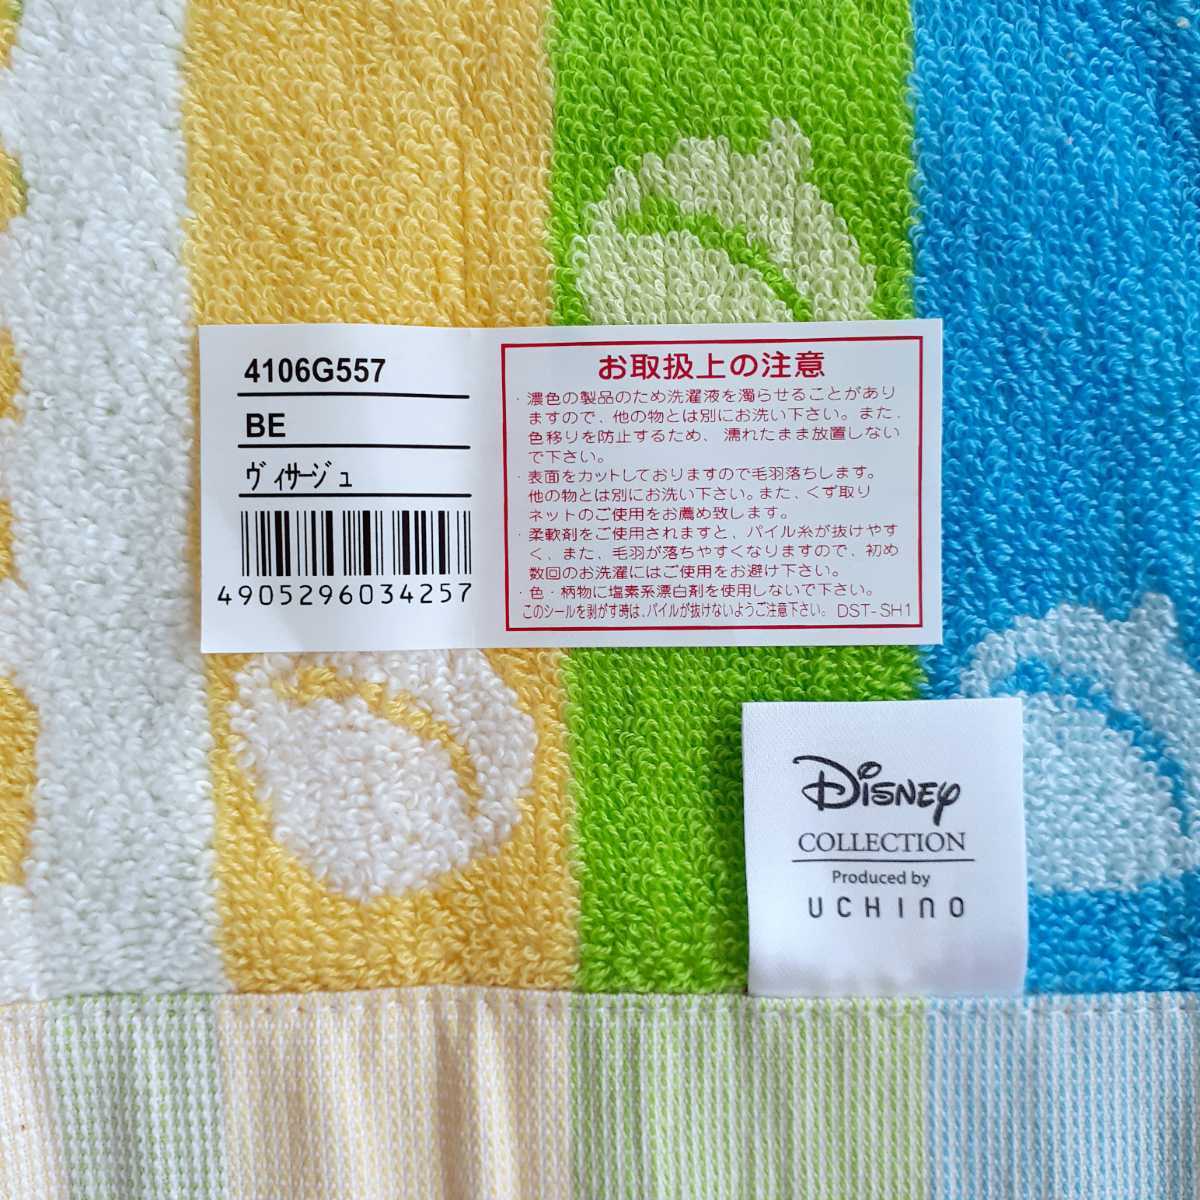 4106G557
BE
ヴィサージュ
4905296034257
お取扱上の注意
・濃色の製品のため洗濯液を濁らせることがあり
ますので、他の物とは別にお洗い下さい。また、
色移りを防止するため、濡れたまま放置しない
で下さい。
・表面をカットしておりますので毛羽落ちします。
他の物とは別にお洗い下さい。また、くず取り
ネットのご使用をお薦め致します。
・柔軟剤をご使用されますと、パイル糸が抜けやす
く、また、毛羽が落ちやすくなりますので、初め
数回のお洗濯にはご使用をお避け下さい。
・色・柄物に塩素系漂白剤を使用しないで下さい。
このシールを剥がす時は、パイルが抜けないようご注意下さい。 DST-SH1
Disney
COLLECTION
Produced by
UCHINO